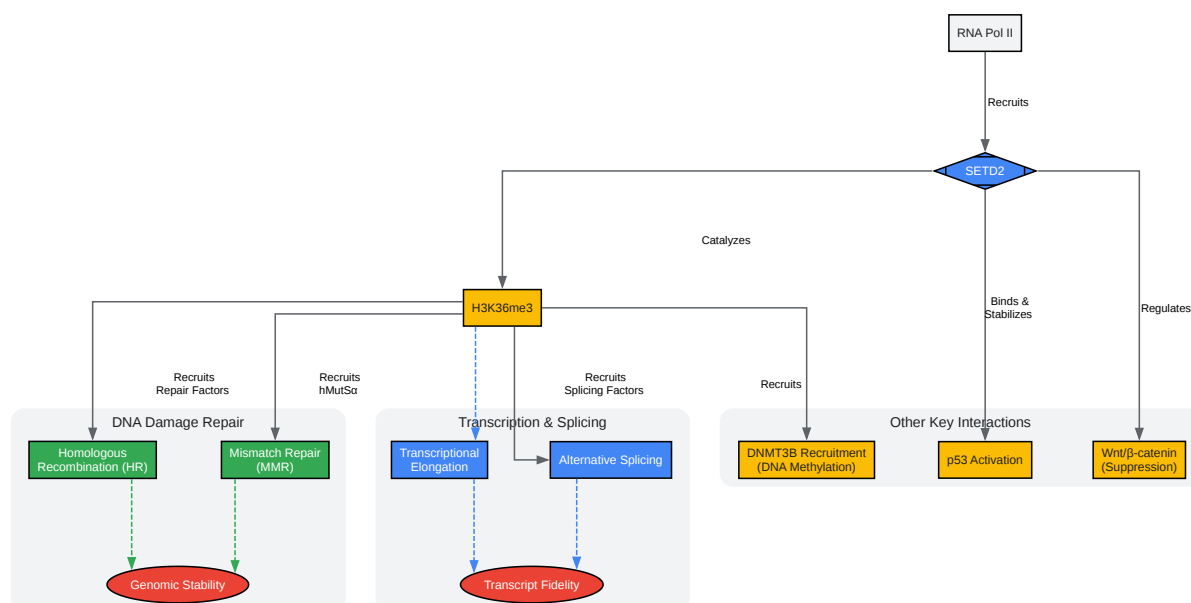 RNA Pol II
Recruits
SETD2
Catalyzes
Binds &
Stabilizes
Regulates
H3K36me3
Recruits
Repair Factors
Recruits
hMutSα
Recruits
Splicing Factors
Recruits
DNA Damage Repair
Transcription & Splicing
Other Key Interactions
Homologous
Recombination (HR)
Mismatch Repair
(MMR)
Transcriptional
Elongation
Alternative Splicing
DNMT3B Recruitment
(DNA Methylation)
p53 Activation
Wnt/β-catenin
(Suppression)
Genomic Stability
Transcript Fidelity